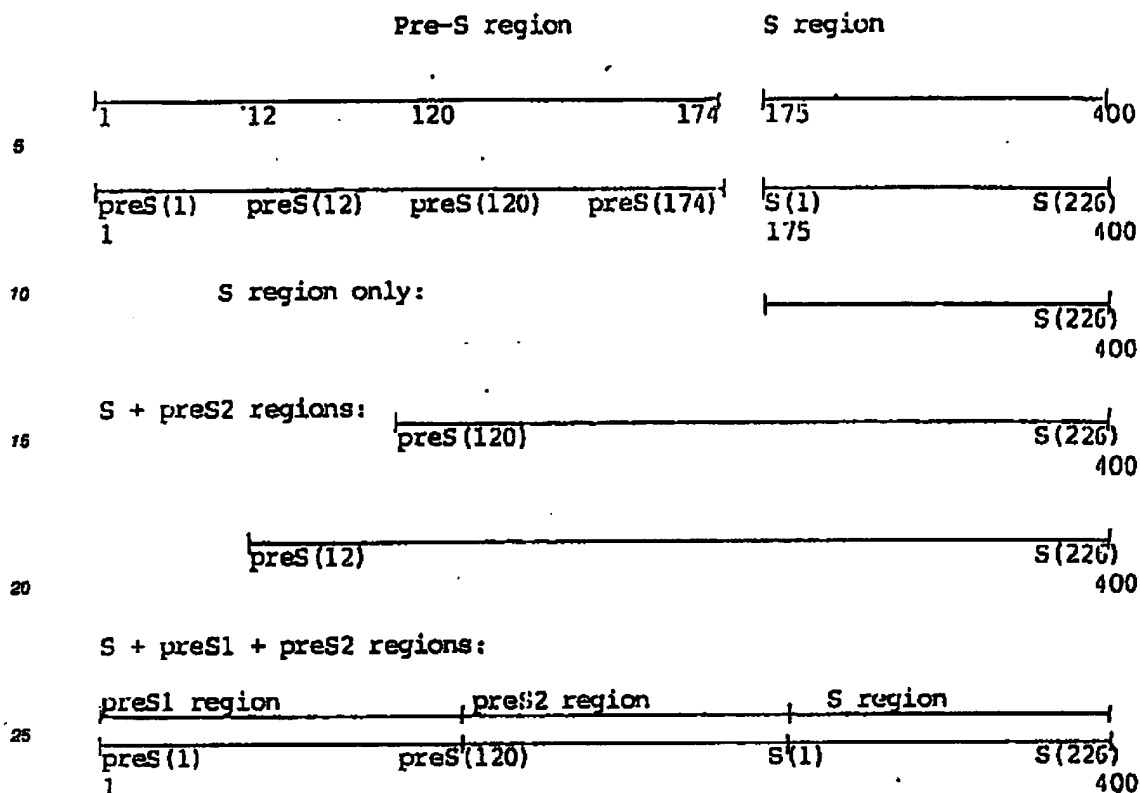 Pre-S region S region
1 12 120 174 175 400
5
preS(1) preS(12) preS(120) preS(174) S(1) S(226)
1 175 400
10 S region only:
S(226)
400
S + preS2 regions:
15 preS(120) S(226)
400
preS(12) S(226)
20 400
S + preS1 + preS2 regions:
preS1 region preS2 region S region
25
preS(1) preS(120) S(1) S(226)
1 400